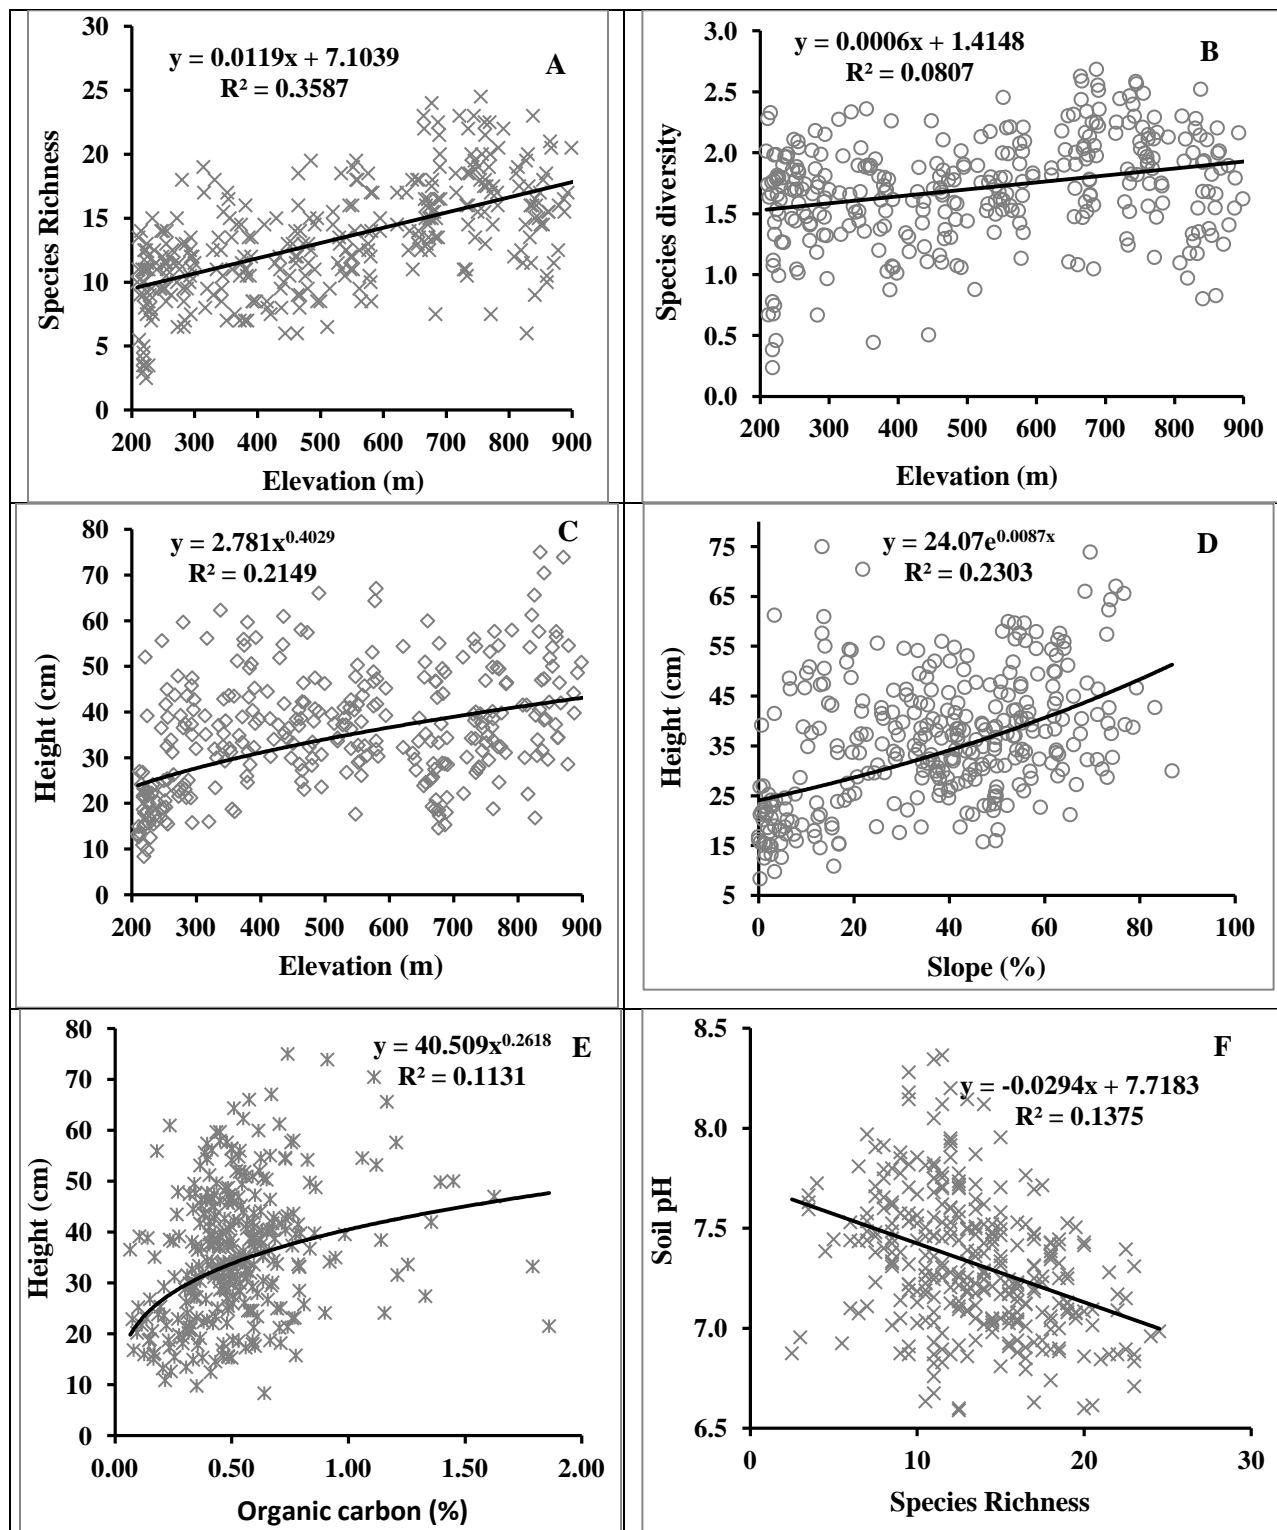 A
y = 0.0119x + 7.1039
R² = 0.3587
30
25
20
15
10
5
0
Species Richness
200 300 400 500 600 700 800 900
Elevation (m)
B
y = 0.0006x + 1.4148
R² = 0.0807
3.0
2.5
2.0
1.5
1.0
0.5
0.0
Species diversity
200 300 400 500 600 700 800 900
Elevation (m)
C
y = 2.781x^0.4029
R² = 0.2149
80
70
60
50
40
30
20
10
0
Height (cm)
200 300 400 500 600 700 800 900
Elevation (m)
D
y = 24.07e^0.0087x
R² = 0.2303
75
65
55
45
35
25
15
5
Height (cm)
0 20 40 60 80 100
Slope (%)
E
y = 40.509x^0.2618
R² = 0.1131
80
70
60
50
40
30
20
10
0
Height (cm)
0.00 0.50 1.00 1.50 2.00
Organic carbon (%)
F
y = -0.0294x + 7.7183
R² = 0.1375
8.5
8.0
7.5
7.0
6.5
Soil pH
0 10 20 30
Species Richness